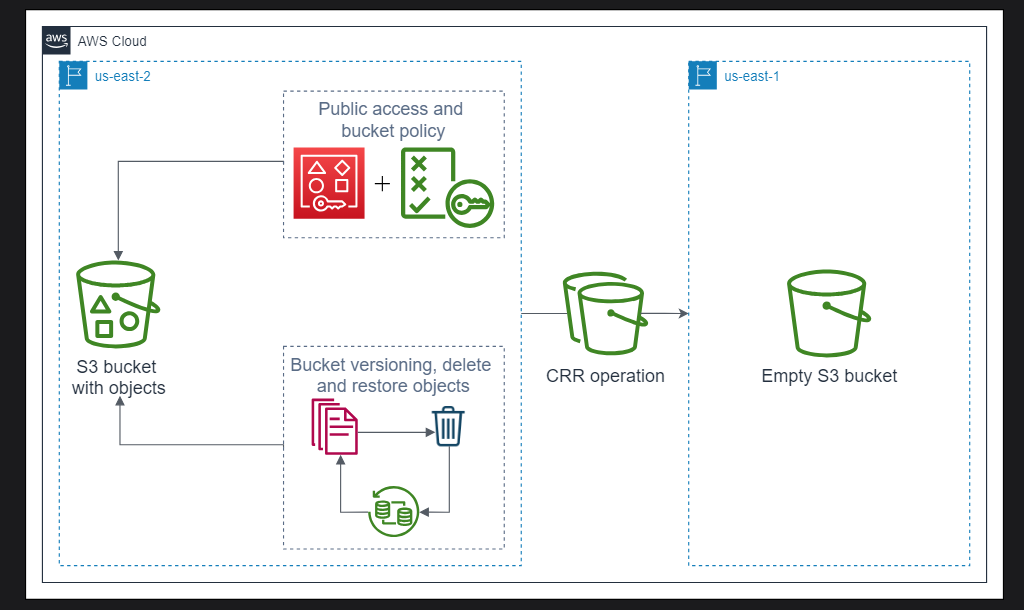 aws
AWS Cloud
us-east-2
us-east-1
Public access and
bucket policy
S3 bucket
with objects
Bucket versioning, delete
and restore objects
CRR operation
Empty S3 bucket